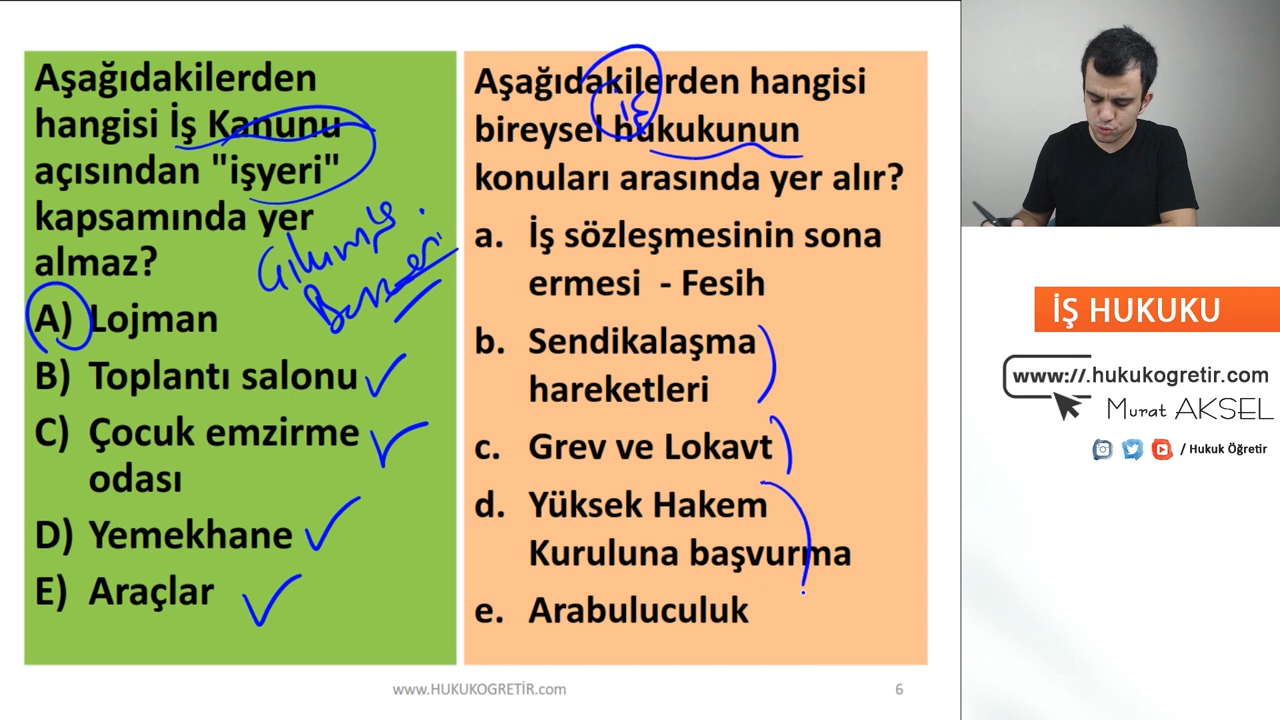 Aşağıdakilerden
hangisi İş Kanunu
açısından "işyeri"
kapsamında yer
almaz?
A) Lojman
B) Toplantı salonu
C) Çocuk emzirme
odası
D) Yemekhane
E) Araçlar
Aşağıdakilerden hangisi
iş
bireysel hukukunun
konuları arasında yer alır?
a. İş sözleşmesinin sona
ermesi - Fesih
b. Sendikalaşma
hareketleri
c. Grev ve Lokavt
d. Yüksek Hakem
Kuruluna başvurma
e. Arabuluculuk
www.HUKUKOGRETİR.com
6
İŞ HUKUKU
www://.hukukogretir.com
Murat AKSEL
/ Hukuk Öğretir